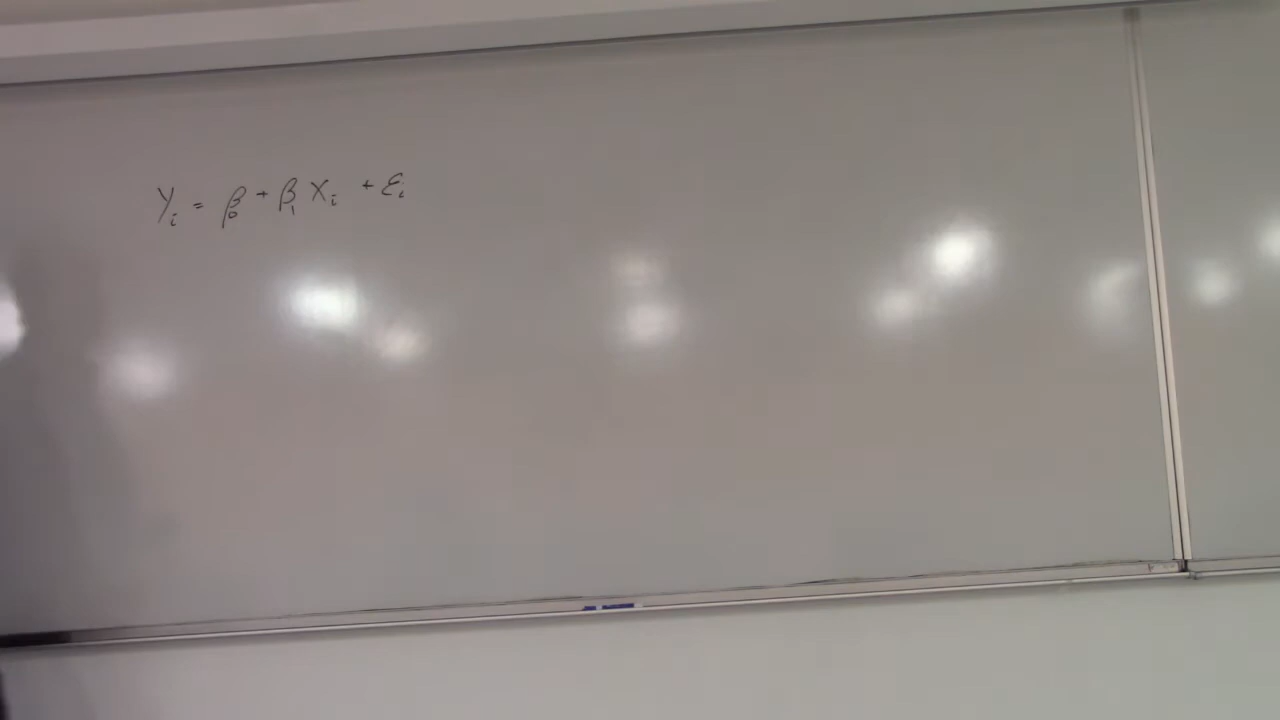 Yᵢ = β₀ + β₁ Xᵢ + εᵢ